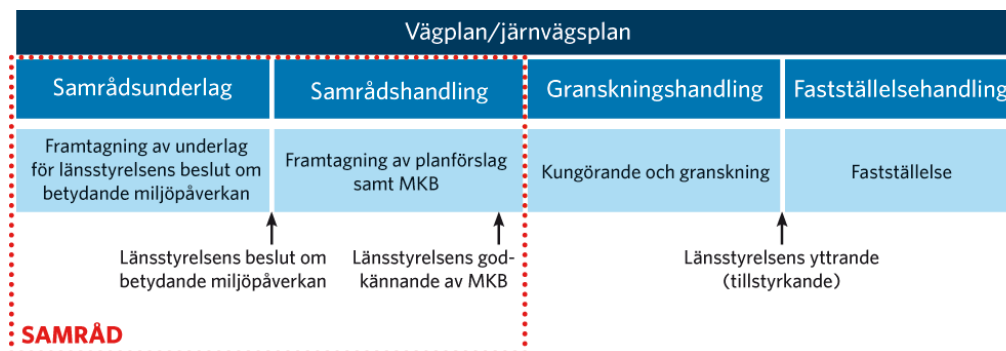 Vägplan/järnvägsplan
Samrådsunderlag
Samrådshandling
Granskningshandling
Fastställelsehandling
Framtagning av underlag
för länsstyrelsens beslut om
betydande miljöpåverkan
Framtagning av planförslag
samt MKB
Kungörande och granskning
Fastställelse
Länsstyrelsens beslut om
betydande miljöpåverkan
Länsstyrelsens god-
kännande av MKB
Länsstyrelsens yttrande
(tillstyrkande)
SAMRÅD